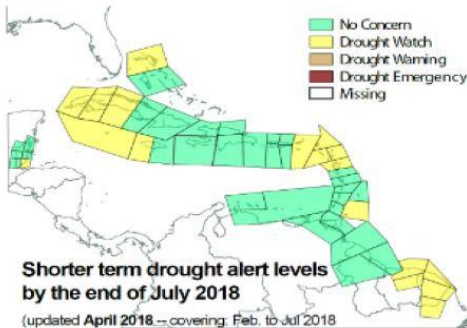 No Concern
Drought Watch
Drought Warning
Drought Emergency
Missing
Shorter term drought alert levels
by the end of July 2018
(updated April 2018 -- covering: Feb. to Jul 2018